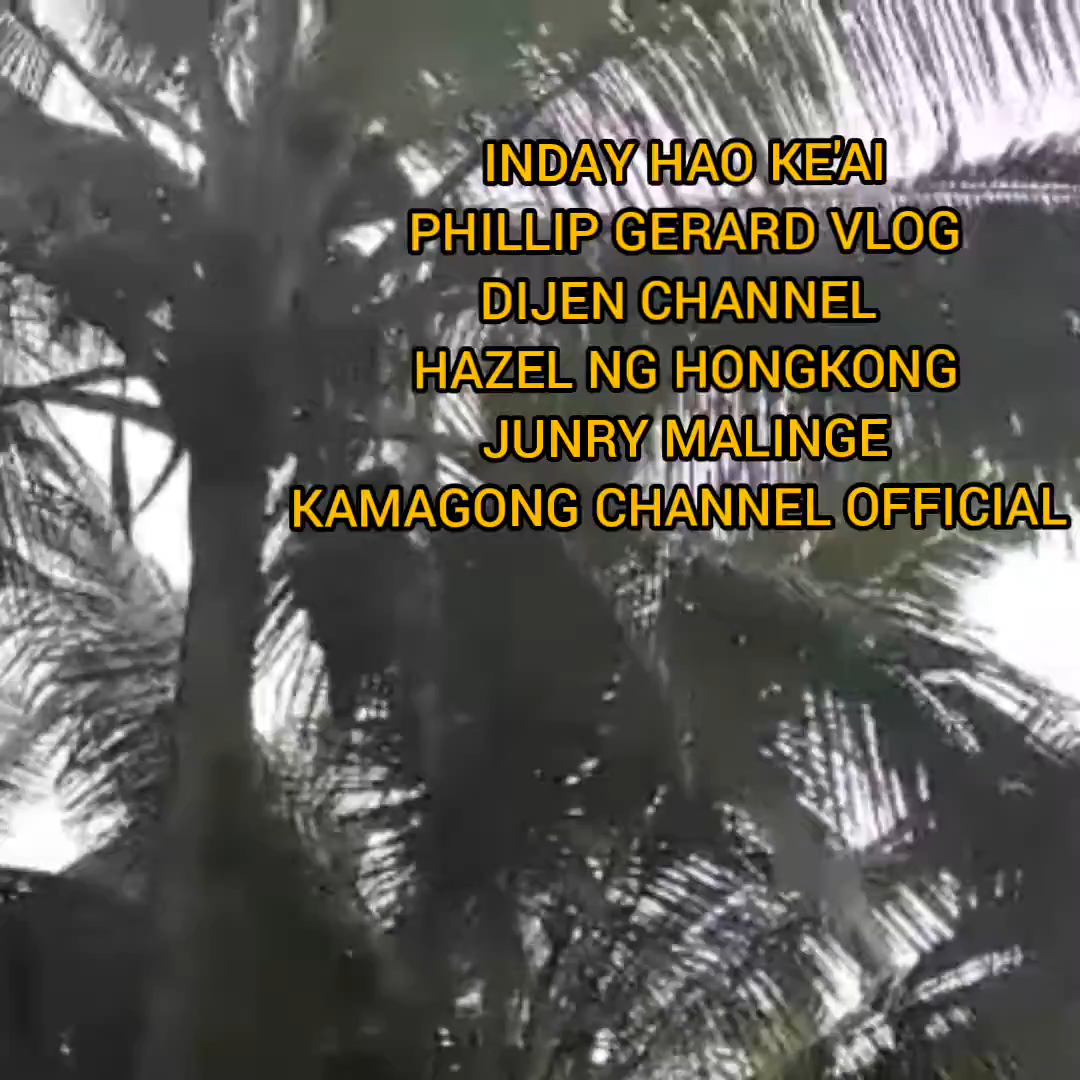 INDAY HAO KE'AI
PHILLIP GERARD VLOG
DIJEN CHANNEL
HAZEL NG HONGKONG
JUNRY MALINGE
KAMAGONG CHANNEL OFFICIAL